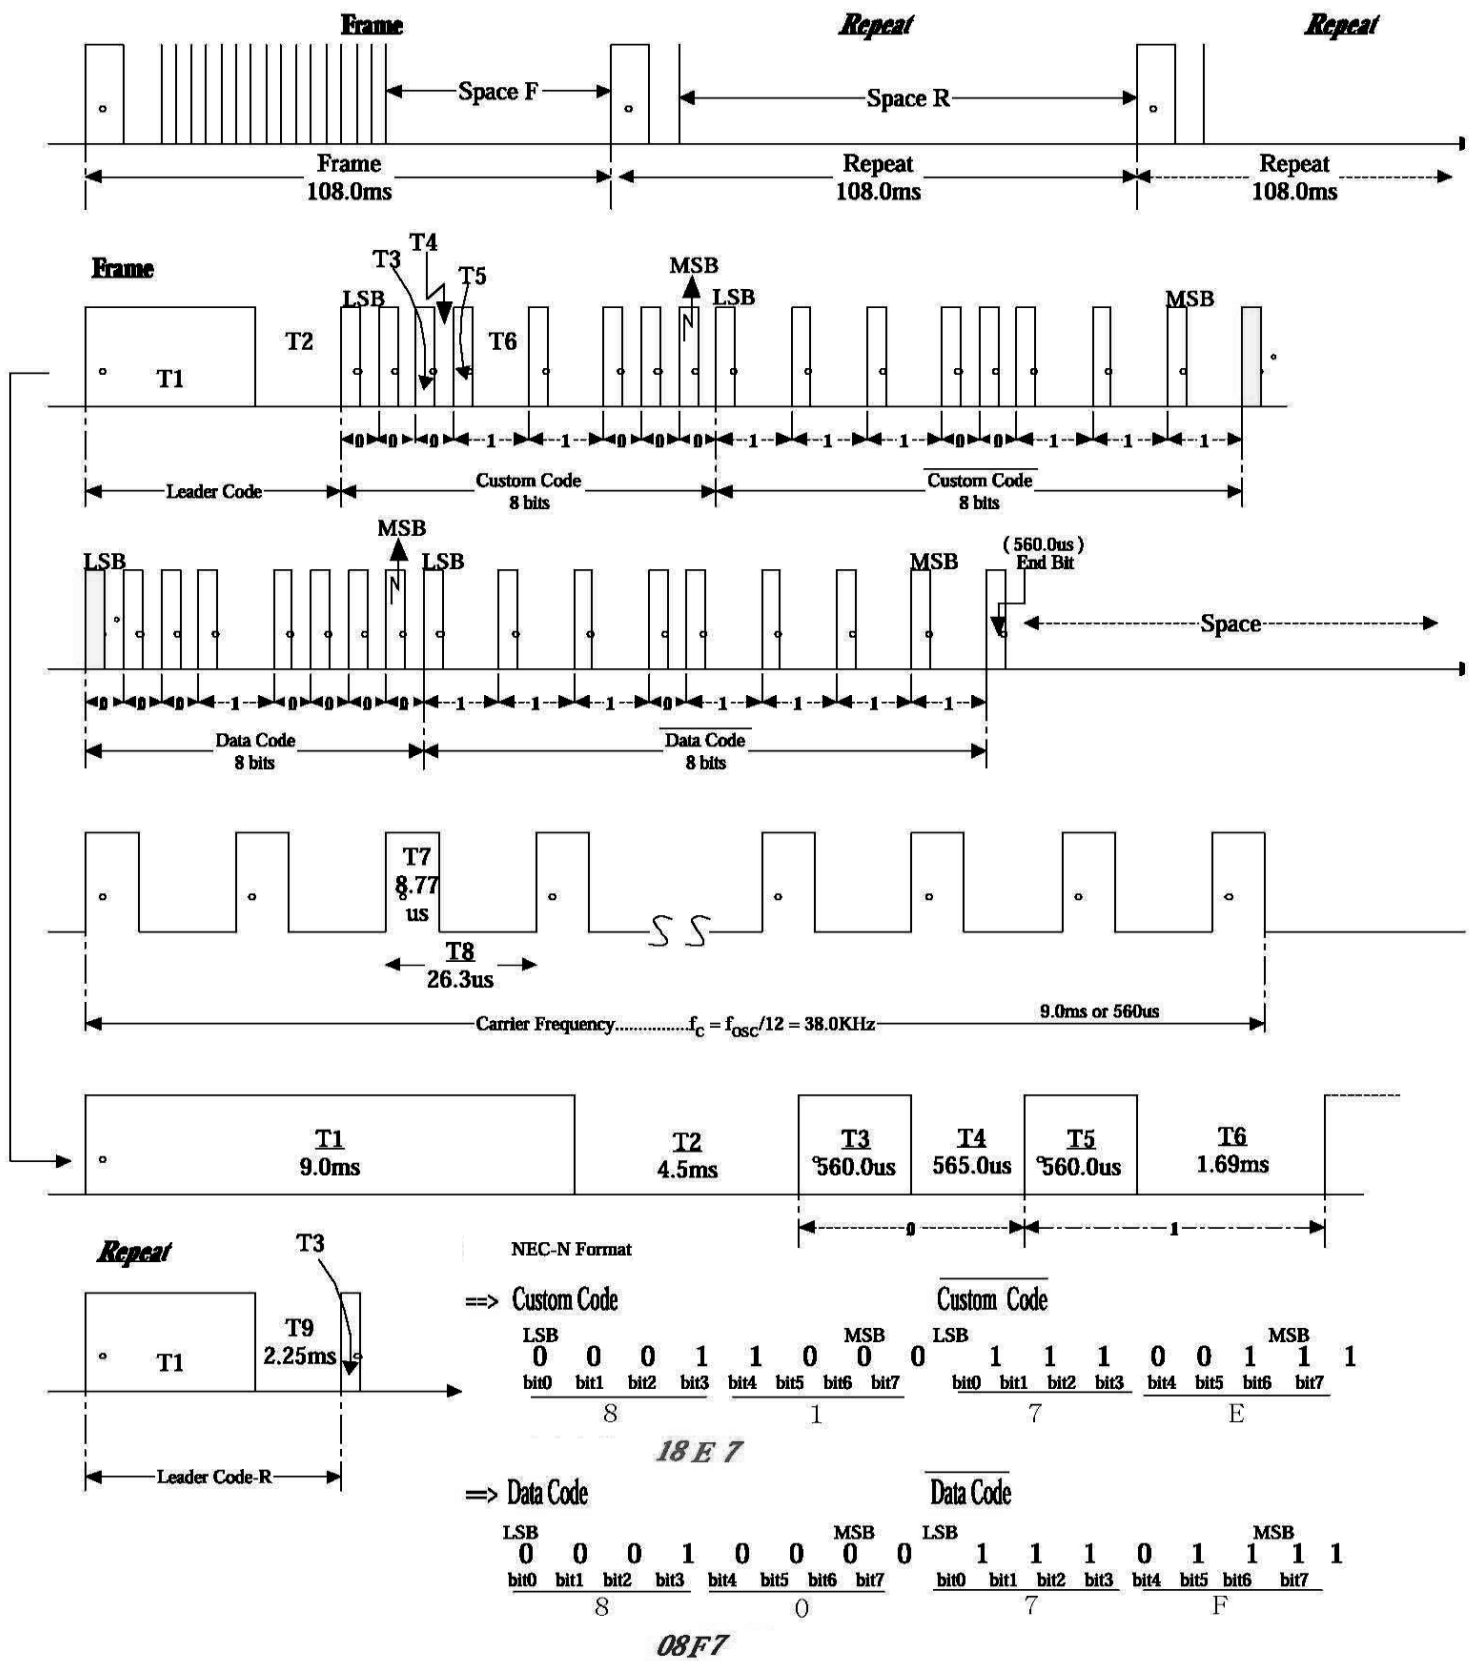 Frame Repeat Repeat
Space F
Space R
Frame Repeat Repeat
108.0ms 108.0ms 108.0ms
Frame
T3 T4 T5
LSB MSB LSB MSB
T1 T2 T6
N
0 0 0 1 1 0 0 0 1 1 1 0 0 1 1 1
Leader Code Custom Code Custom Code
8 bits 8 bits
MSB
LSB LSB MSB (560.0us)
End Bit
N
Space
0 0 0 1 0 0 0 0 1 1 1 0 1 1 1 1
Data Code Data Code
8 bits 8 bits
T7
8.77
us
T8
26.3us
9.0ms or 560us
Carrier Frequency................fC = fOSC/12 = 38.0KHz
T1 T2 T3 T4 T5 T6
9.0ms 4.5ms 560.0us 565.0us 560.0us 1.69ms
0 1
Repeat T3
T1 T9
2.25ms
Leader Code-R
NEC-N Format
==> Custom Code Custom Code
LSB MSB LSB MSB
0 0 0 1 1 0 0 0 1 1 1 0 0 1 1 1
bit0 bit1 bit2 bit3 bit4 bit5 bit6 bit7 bit0 bit1 bit2 bit3 bit4 bit5 bit6 bit7
8 1 7 E
18 E 7
==> Data Code Data Code
LSB MSB LSB MSB
0 0 0 1 0 0 0 0 1 1 1 0 1 1 1 1
bit0 bit1 bit2 bit3 bit4 bit5 bit6 bit7 bit0 bit1 bit2 bit3 bit4 bit5 bit6 bit7
8 0 7 F
08F7